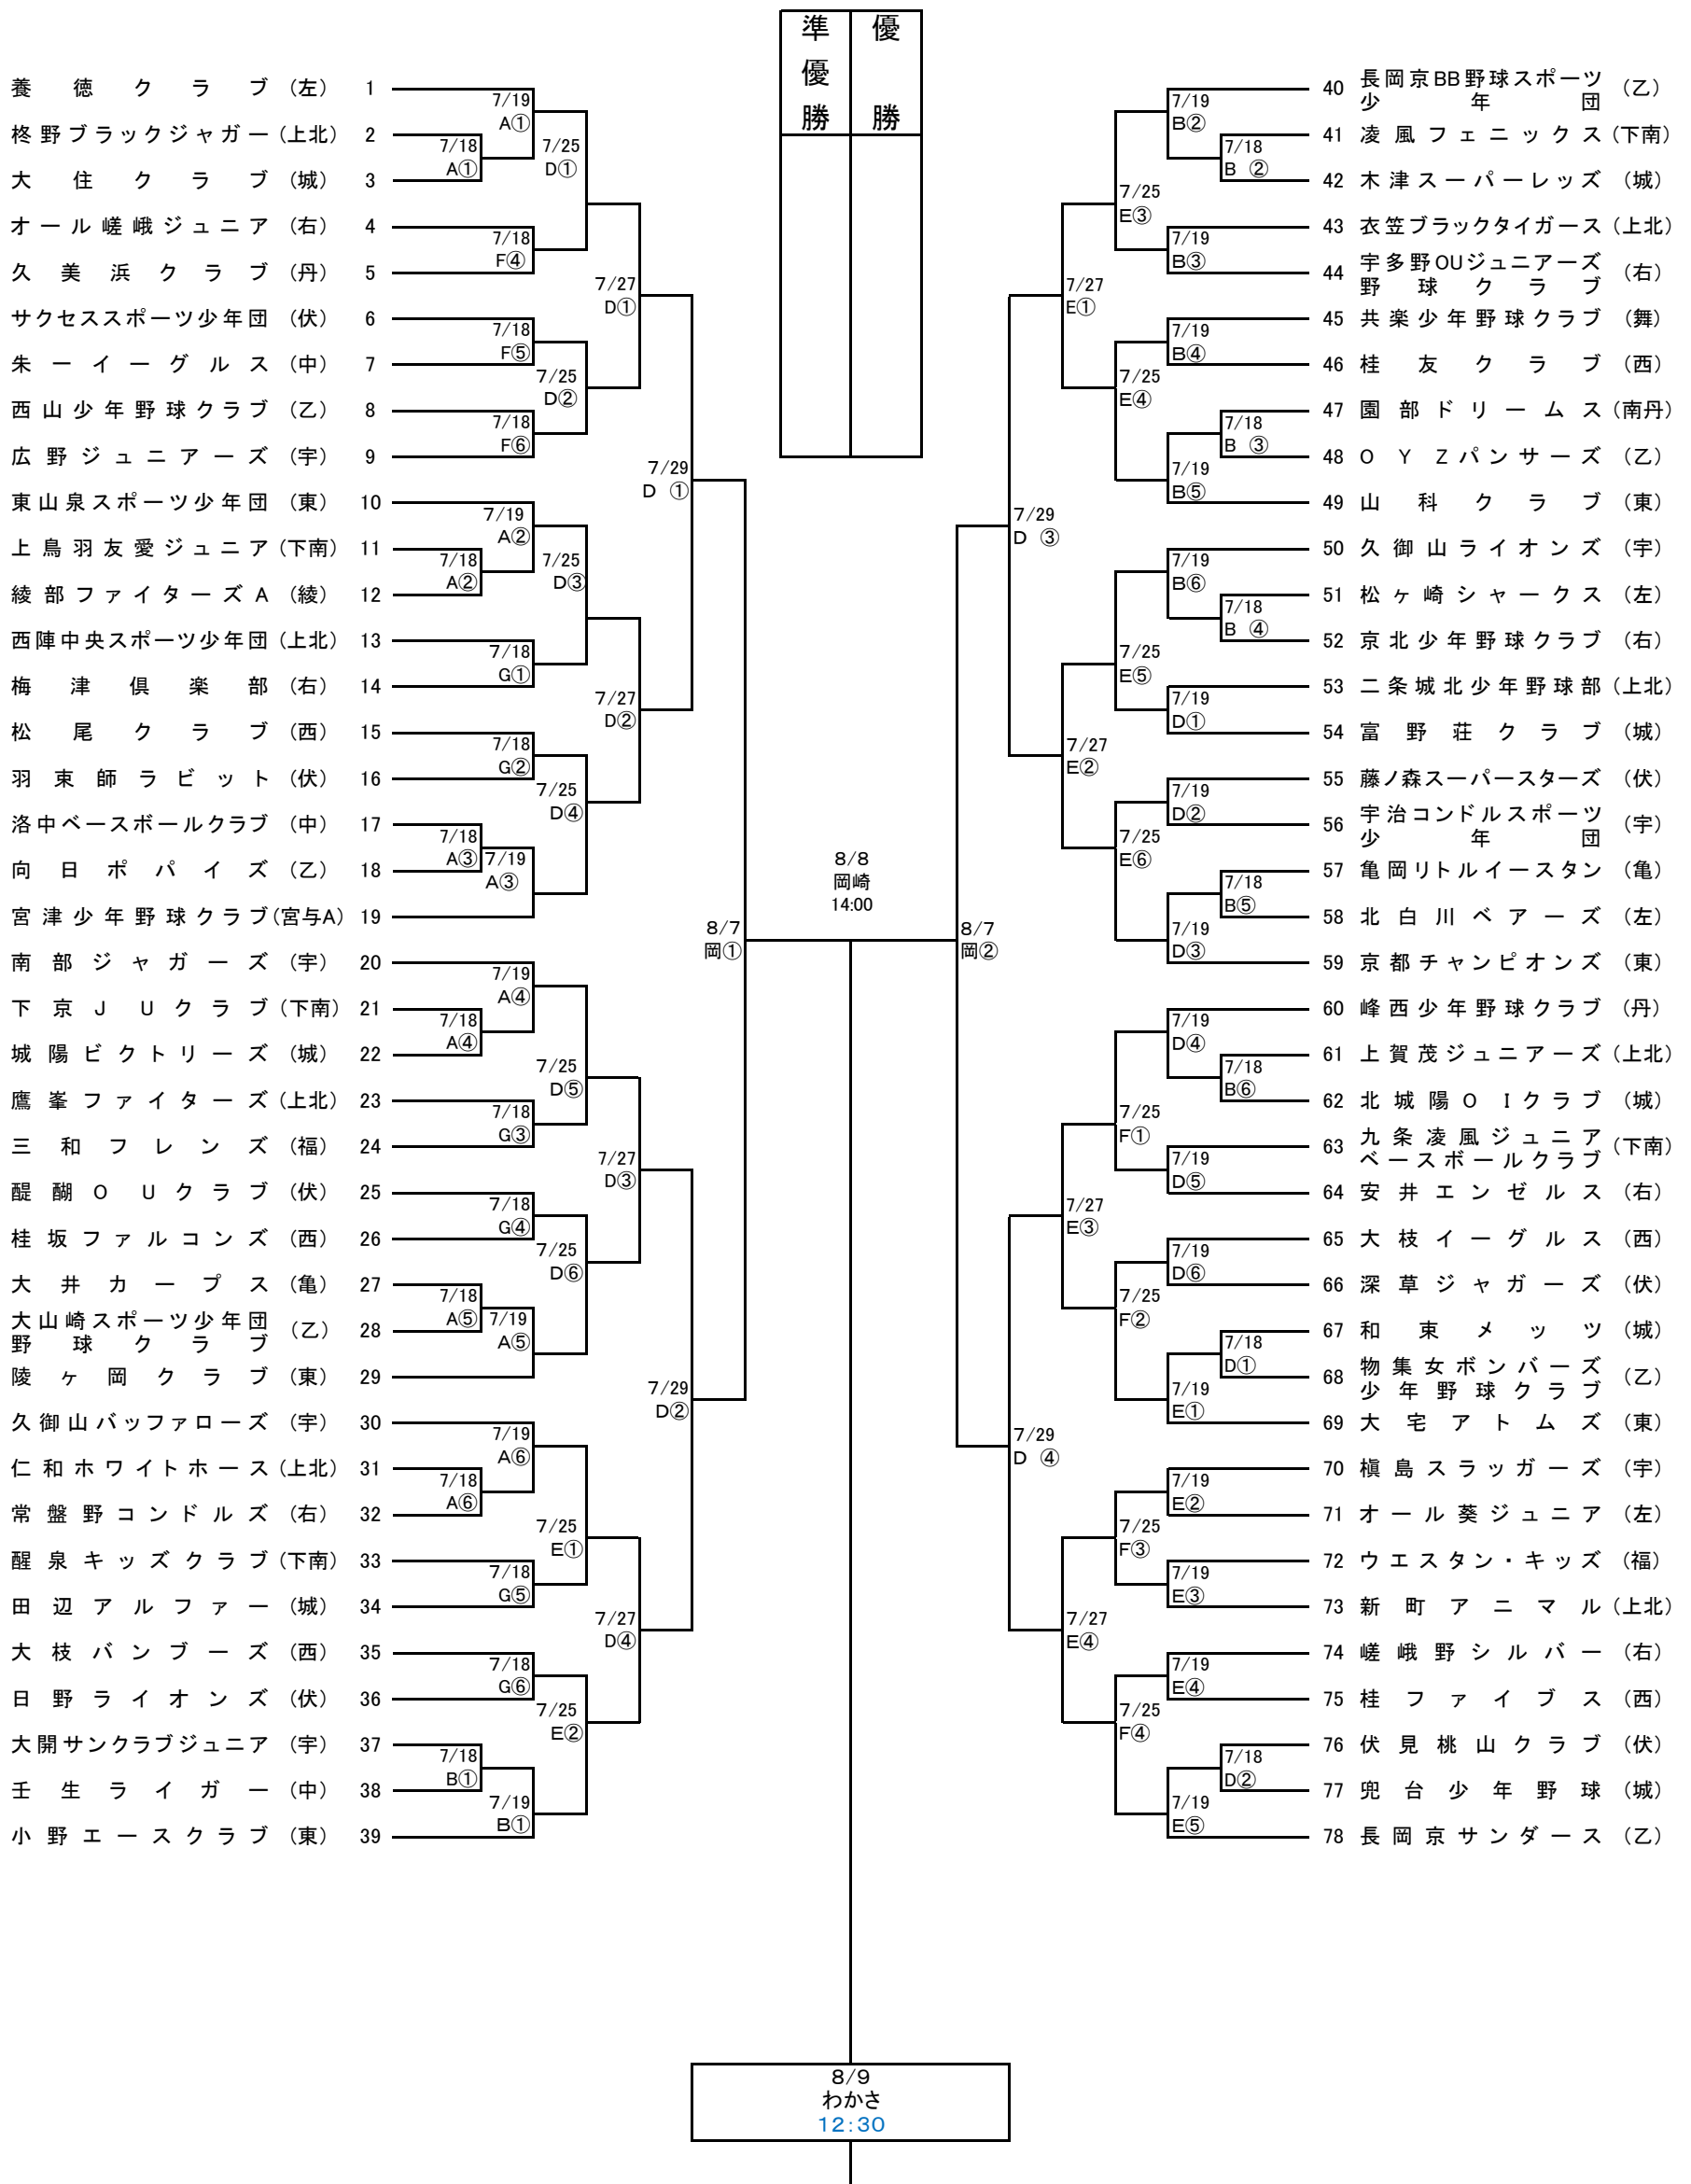 準優勝
優勝
養徳クラブ (左) 1
柊野ブラックジャガー (上北) 2
大住クラブ (城) 3
オール嵯峨ジュニア (右) 4
久美浜クラブ (丹) 5
サクセススポーツ少年団 (伏) 6
朱一イーグルス (中) 7
西山少年野球クラブ (乙) 8
広野ジュニアーズ (宇) 9
東山泉スポーツ少年団 (東) 10
上鳥羽友愛ジュニア (下南) 11
綾部ファイターズA (綾) 12
西陣中央スポーツ少年団 (上北) 13
梅津倶楽部 (右) 14
松尾クラブ (西) 15
羽束師ラビット (伏) 16
洛中ベースボールクラブ (中) 17
向日ポパイズ (乙) 18
宮津少年野球クラブ (宮与A) 19
南部ジャガーズ (宇) 20
下京JUクラブ (下南) 21
城陽ビクトリーズ (城) 22
鷹峯ファイターズ (上北) 23
三和フレンズ (福) 24
醍醐OUクラブ (伏) 25
桂坂ファルコンズ (西) 26
大井カープス (亀) 27
大山崎スポーツ少年団
野球クラブ (乙) 28
陵ヶ岡クラブ (東) 29
久御山バッファローズ (宇) 30
仁和ホワイトホース (上北) 31
常盤野コンドルズ (右) 32
醒泉キッズクラブ (下南) 33
田辺アルファー (城) 34
大枝バンブーズ (西) 35
日野ライオンズ (伏) 36
大開サンクラブジュニア (宇) 37
壬生ライガー (中) 38
小野エースクラブ (東) 39
7/18
A①
7/18
F④
7/18
F⑤
7/18
F⑥
7/18
A②
7/18
G①
7/18
G②
7/18
A③
7/18
A④
7/18
G③
7/18
G④
7/18
A⑤
7/18
A⑥
7/18
G⑤
7/18
G⑥
7/18
B①
7/19
A①
7/19
A②
7/19
A③
7/19
A④
7/19
A⑤
7/19
A⑥
7/19
B①
7/25
D①
7/25
D②
7/25
D③
7/25
D④
7/25
D⑤
7/25
D⑥
7/25
E①
7/25
E②
7/27
D①
7/27
D②
7/27
D③
7/27
D④
7/29
D ①
7/29
D②
8/7
岡①
8/8
岡崎
14:00
8/7
岡②
7/29
D ③
7/29
D ④
7/27
E①
7/27
E②
7/27
E③
7/27
E④
7/25
E③
7/25
E④
7/25
E⑤
7/25
E⑥
7/25
F①
7/25
F②
7/25
F③
7/25
F④
7/19
B②
7/19
B③
7/19
B④
7/19
B⑤
7/19
B⑥
7/19
D①
7/19
D②
7/19
D③
7/19
D④
7/19
D⑤
7/19
D⑥
7/19
E①
7/19
E②
7/19
E③
7/19
E④
7/19
E⑤
7/18
B ②
7/18
B ③
7/18
B ④
7/18
B⑤
7/18
B⑥
7/18
D①
7/18
D②
40 長岡京BB野球スポーツ
少年団 (乙)
41 凌風フェニックス (下南)
42 木津スーパーレッズ (城)
43 衣笠ブラックタイガース (上北)
44 宇多野OUジュニアーズ
野球クラブ (右)
45 共楽少年野球クラブ (舞)
46 桂友クラブ (西)
47 園部ドリームス (南丹)
48 OYZパンサーズ (乙)
49 山科クラブ (東)
50 久御山ライオンズ (宇)
51 松ヶ崎シャークス (左)
52 京北少年野球クラブ (右)
53 二条城北少年野球部 (上北)
54 富野荘クラブ (城)
55 藤ノ森スーパースターズ (伏)
56 宇治コンドルスポーツ
少年団 (宇)
57 亀岡リトルイースタン (亀)
58 北白川ベアーズ (左)
59 京都チャンピオンズ (東)
60 峰西少年野球クラブ (丹)
61 上賀茂ジュニアーズ (上北)
62 北城陽OIクラブ (城)
63 九条凌風ジュニア
ベースボールクラブ (下南)
64 安井エンゼルス (右)
65 大枝イーグルス (西)
66 深草ジャガーズ (伏)
67 和束メッツ (城)
68 物集女ボンバーズ
少年野球クラブ (乙)
69 大宅アトムズ (東)
70 槇島スラッガーズ (宇)
71 オール葵ジュニア (左)
72 ウエスタン・キッズ (福)
73 新町アニマル (上北)
74 嵯峨野シルバー (右)
75 桂ファイブス (西)
76 伏見桃山クラブ (伏)
77 兜台少年野球 (城)
78 長岡京サンダース (乙)
8/9
わかさ
12:30